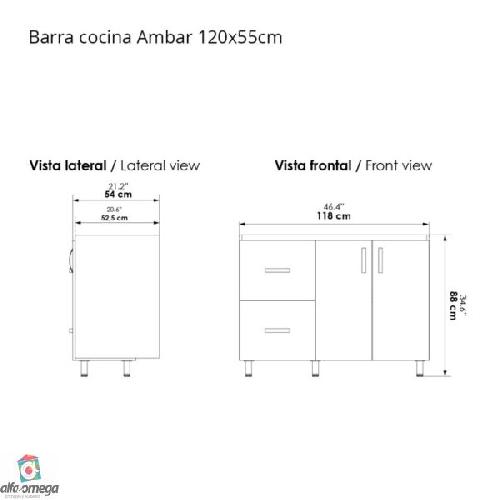 Barra cocina Ambar 120x55cm
Vista lateral / Lateral view
Vista frontal / Front view
21.2"
54 cm
20.6"
52,5 cm
46.4"
118 cm
34.6"
88 cm
alfa omega